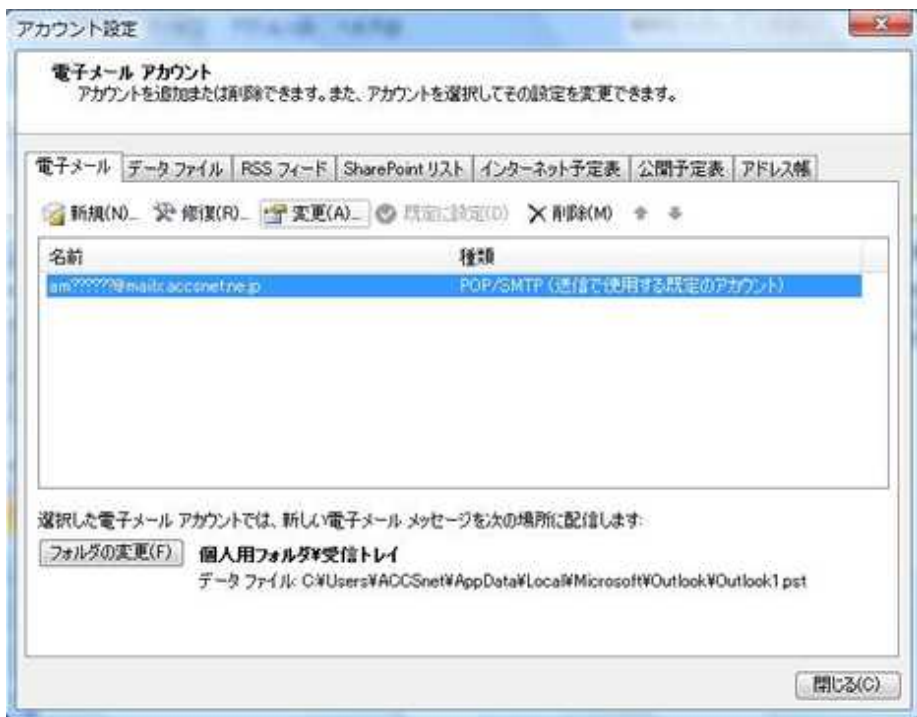 アカウント設定
電子メール アカウント
アカウントを追加または削除できます。また、アカウントを選択してその設定を変更できます。
電子メール データ ファイル RSS フィード SharePoint リスト インターネット予定表 公開予定表 アドレス帳
新規(N)... 修復(R)... 変更(A)... 既定に設定(D) 削除(M)
名前 種類
am??????@mailx.accsnet.ne.jp POP/SMTP (送信で使用する既定のアカウント)
選択した電子メール アカウントでは、新しい電子メール メッセージを次の場所に配信します:
フォルダの変更(F) 個人用フォルダ¥受信トレイ
データ ファイル: C:¥Users¥ACCSnet¥AppData¥Local¥Microsoft¥Outlook¥Outlook1.pst
閉じる(C)